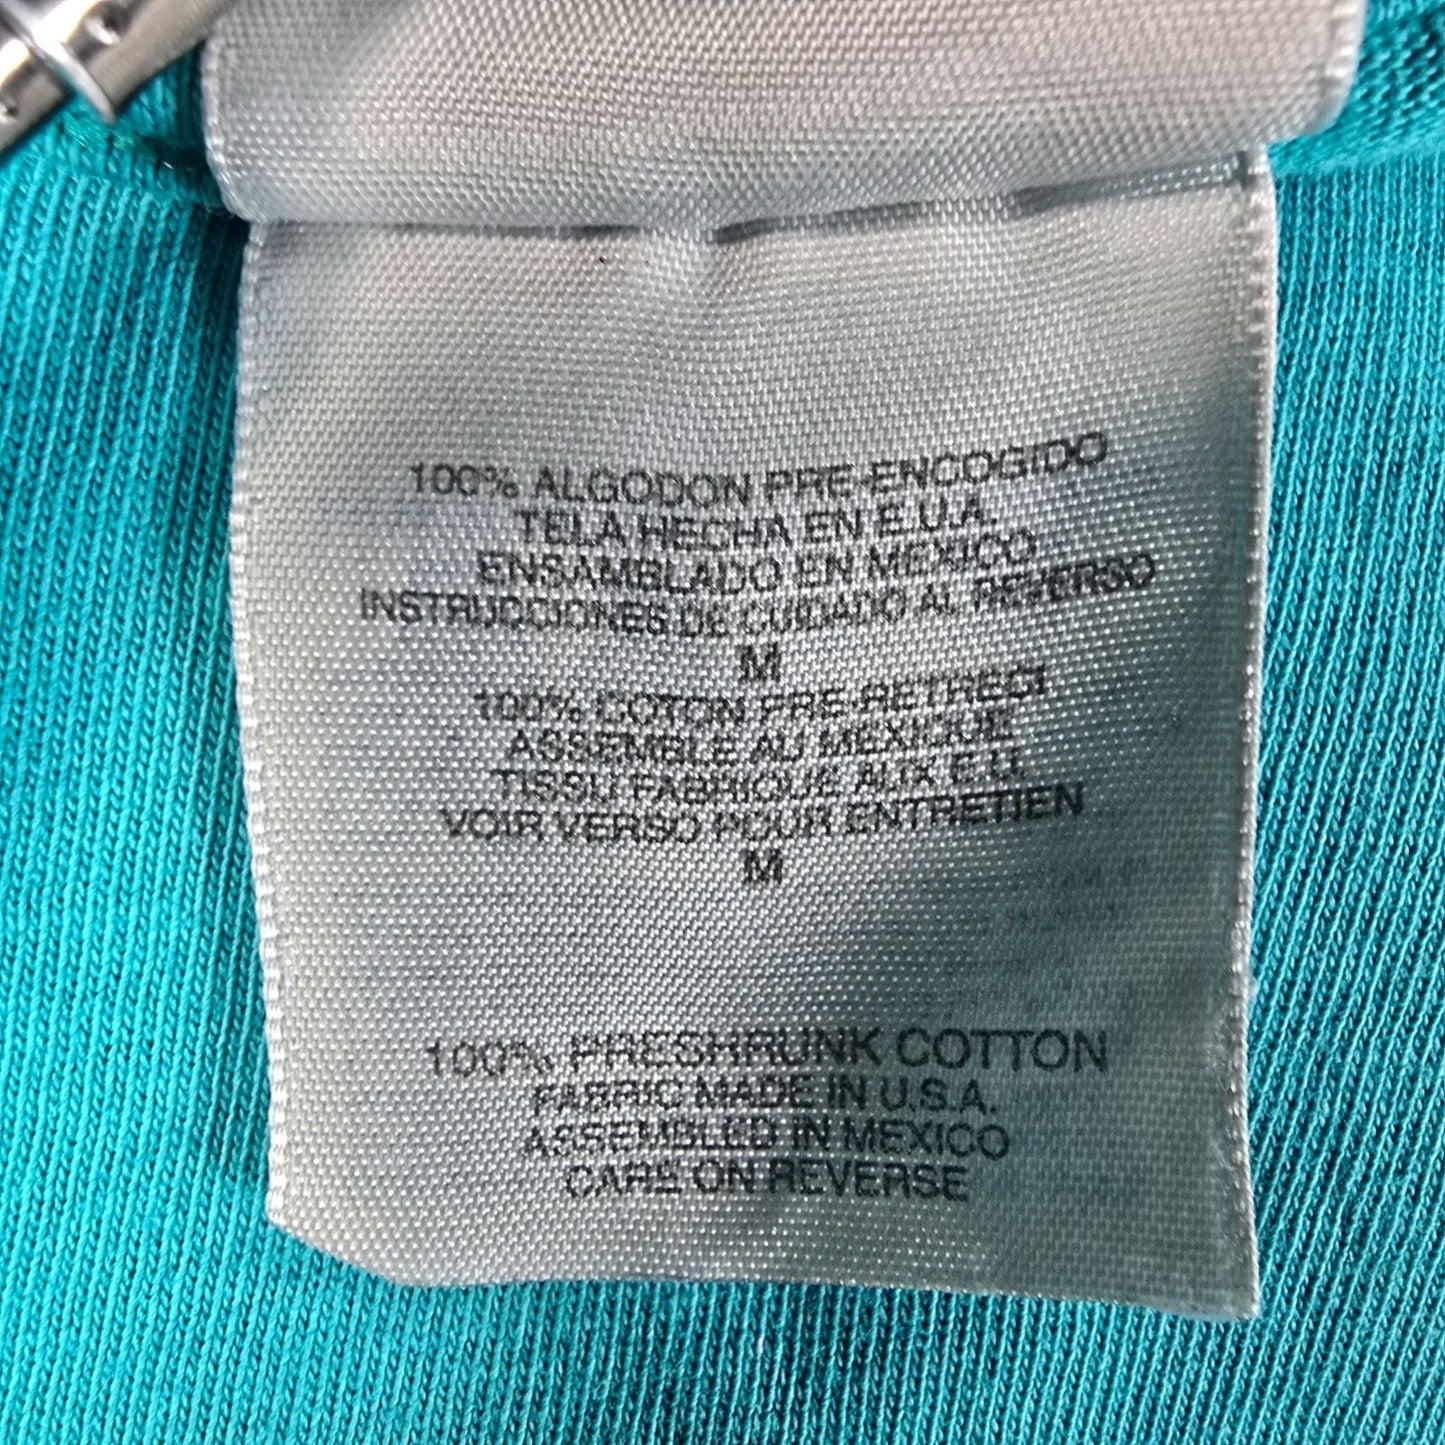 100% ALGODON PRE-ENCOGIDO
TELA HECHA EN E.U.A.
ENSAMBLADO EN MEXICO
INSTRUCCIONES DE CUIDADO AL REVERSO
M
100% COTON PRE-RETRECI
ASSEMBLE AU MEXIQUE
TISSU FABRIQUE AUX E.U.
VOIR VERSO POUR ENTRETIEN
M
100% PRESHRUNK COTTON
FABRIC MADE IN U.S.A.
ASSEMBLED IN MEXICO
CARE ON REVERSE